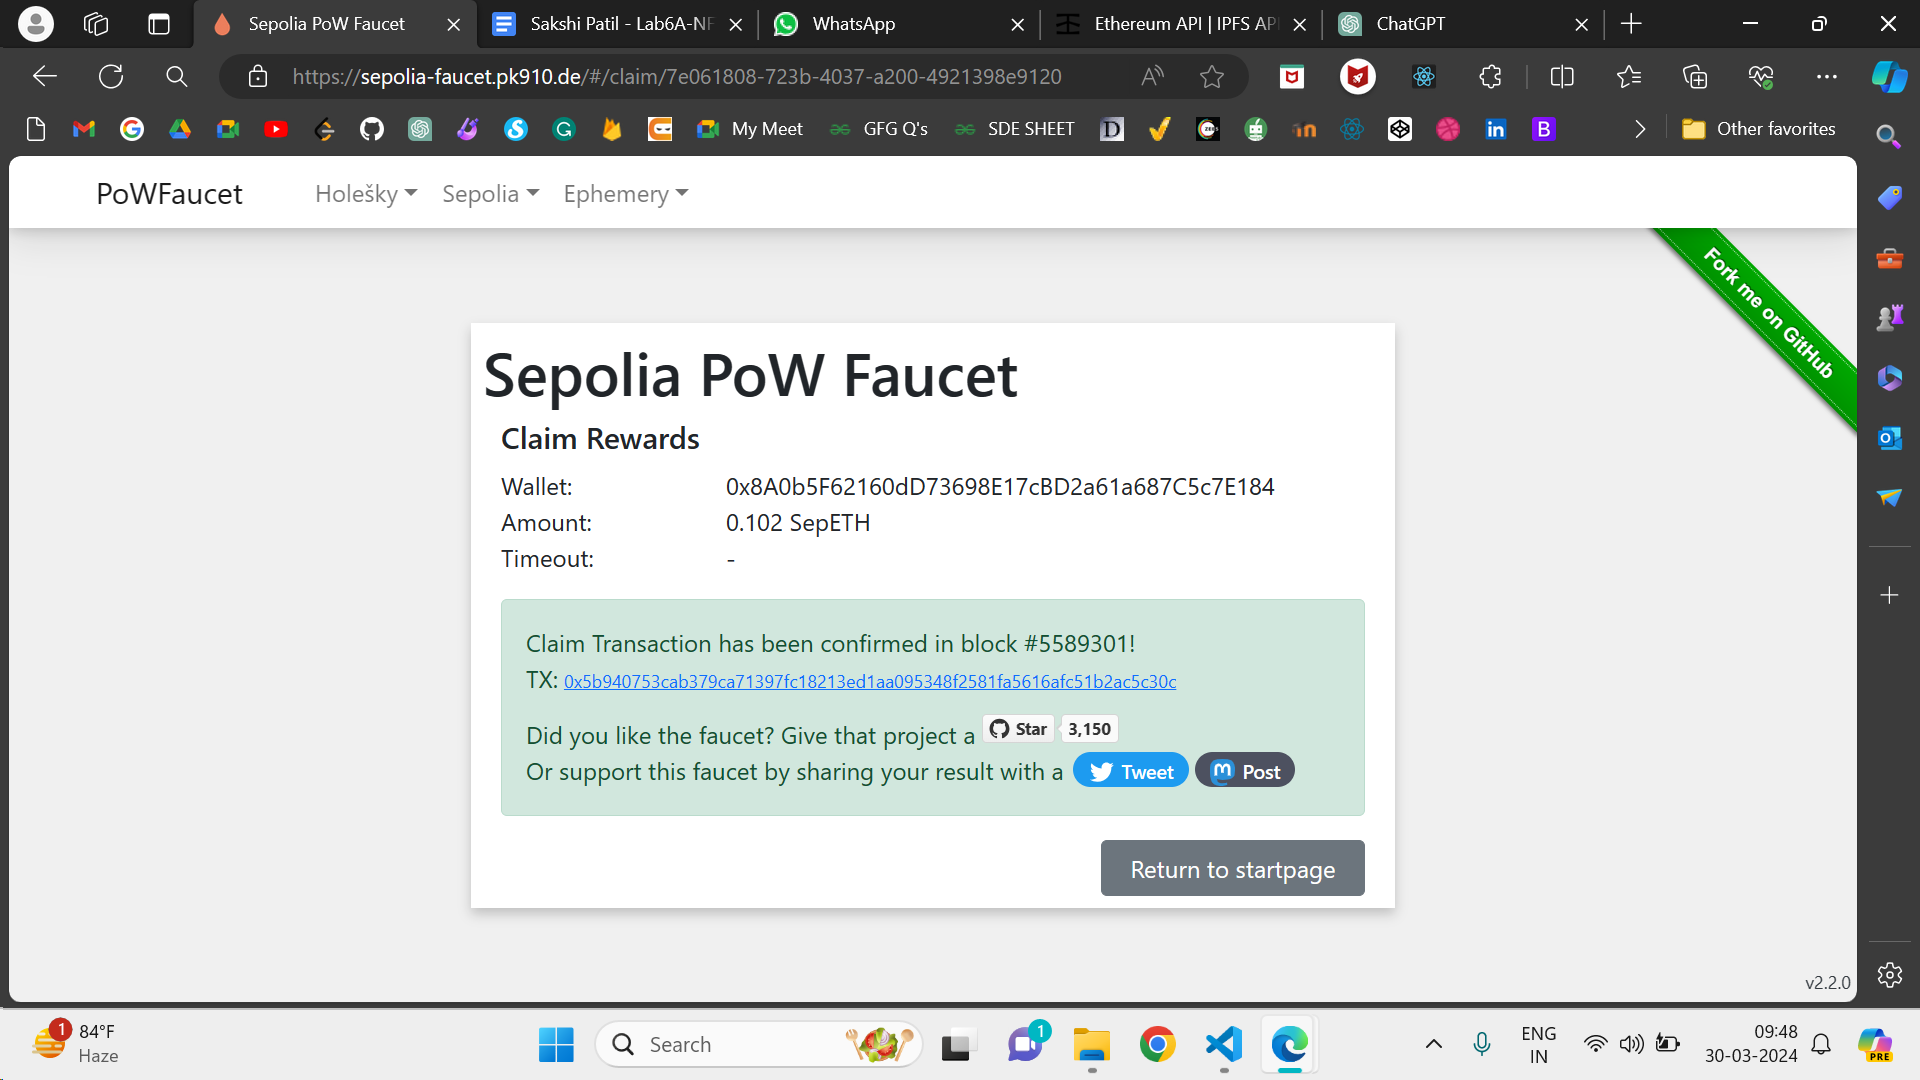 Sepolia PoW Faucet
Sakshi Patil - Lab6A-NF
WhatsApp
Ethereum API | IPFS API
ChatGPT
https://sepolia-faucet.pk910.de/#/claim/7e061808-723b-4037-a200-4921398e9120
My Meet
GFG Q's
SDE SHEET
Other favorites
PoWFaucet
Holešky
Sepolia
Ephemery
Fork me on GitHub
Sepolia PoW Faucet
Claim Rewards
Wallet: 0x8A0b5F62160dD73698E17cBD2a61a687C5c7E184
Amount: 0.102 SepETH
Timeout: -
Claim Transaction has been confirmed in block #5589301!
TX: 0x5b940753cab379ca71397fc18213ed1aa095348f2581fa5616afc51b2ac5c30c
Did you like the faucet? Give that project a Star 3,150
Or support this faucet by sharing your result with a Tweet Post
Return to startpage
v2.2.0
1
84°F
Haze
Search
1
ENG
IN
09:48
30-03-2024
PRE